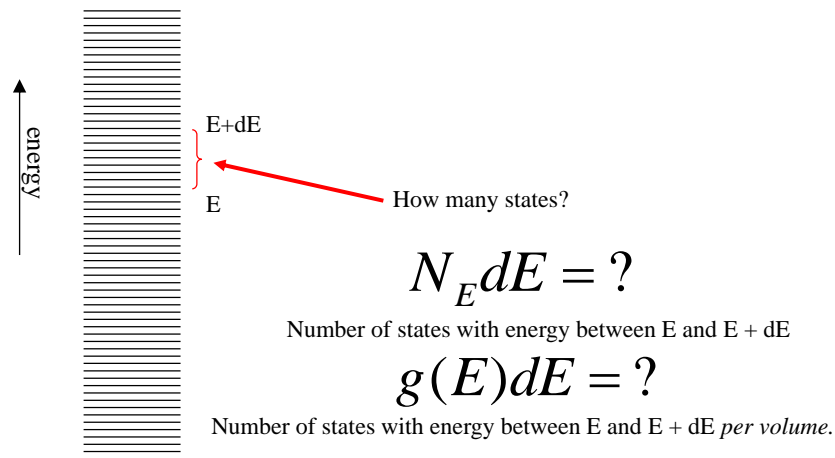 energy
E+dE
E
How many states?
N_E dE = ?
Number of states with energy between E and E + dE
g(E)dE = ?
Number of states with energy between E and E + dE per volume.